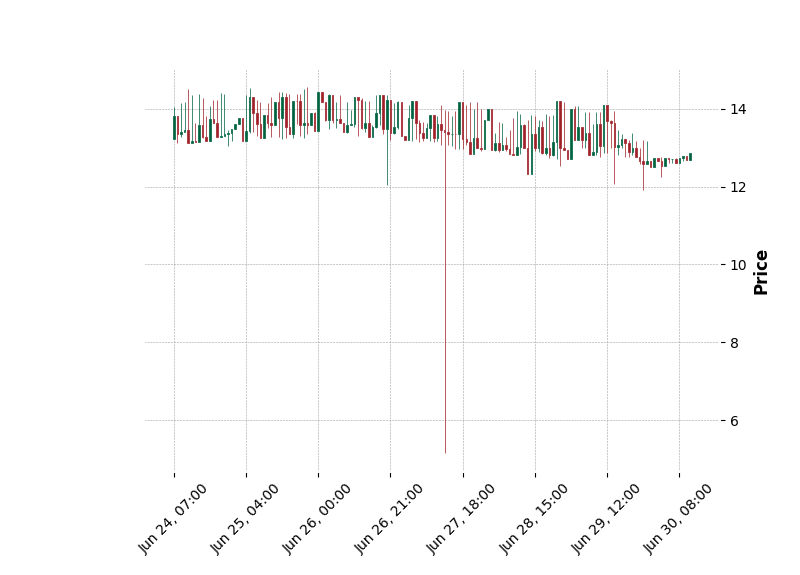 14
12
10
8
6
Price
Jun 24, 07:00
Jun 25, 04:00
Jun 26, 00:00
Jun 26, 21:00
Jun 27, 18:00
Jun 28, 15:00
Jun 29, 12:00
Jun 30, 08:00